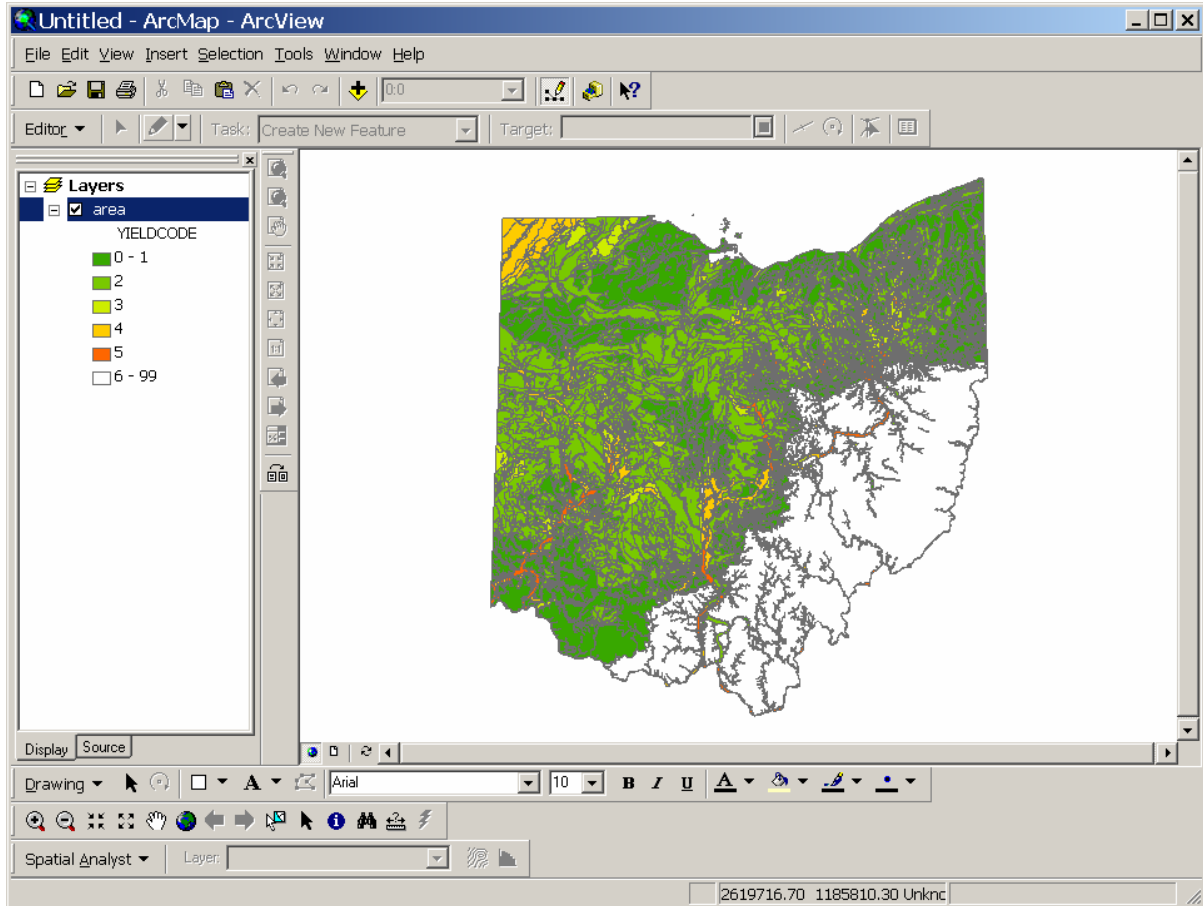 Untitled - ArcMap - ArcView
File Edit View Insert Selection Tools Window Help
0:0
Editor Task: Create New Feature Target:
Layers
area
YIELDCODE
0 - 1
2
3
4
5
6 - 99
1:1
Display Source
Drawing A Arial 10 B I U A
Spatial Analyst Layer:
2619716.70 1185810.30 Unknc